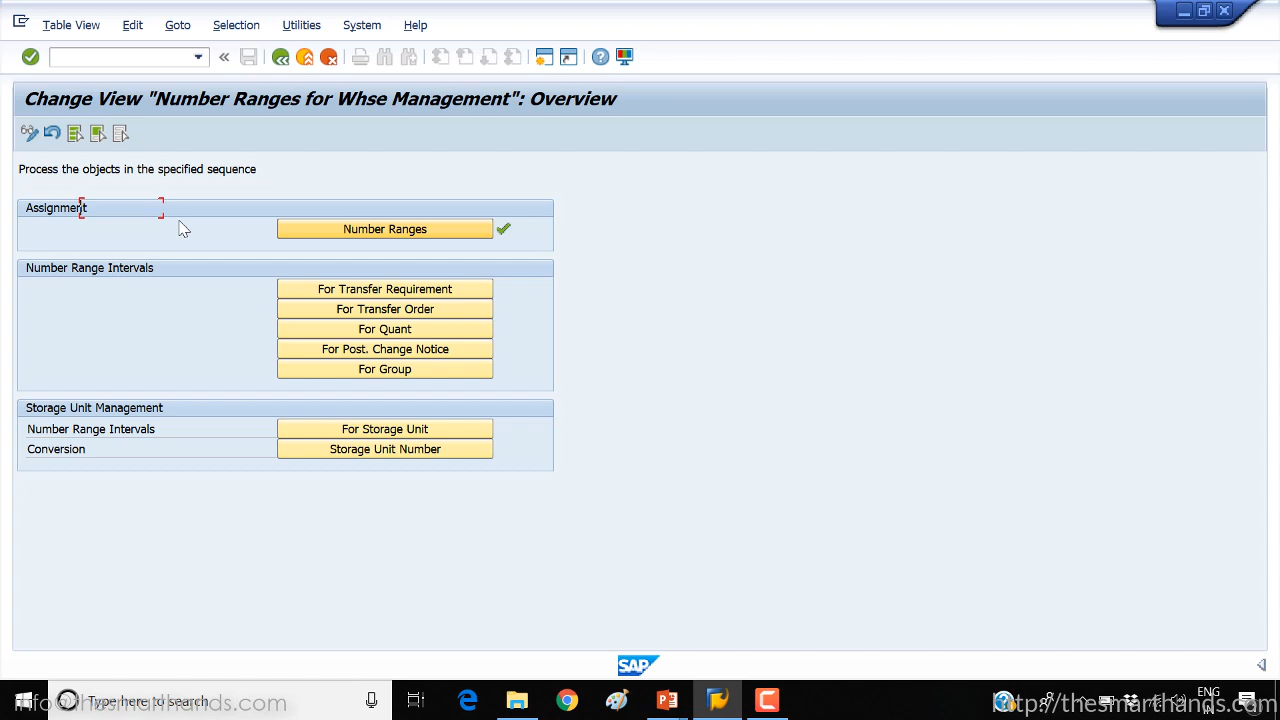 Table View Edit Goto Selection Utilities System Help
Change View "Number Ranges for Whse Management": Overview
Process the objects in the specified sequence
Assignment
Number Ranges
Number Range Intervals
For Transfer Requirement
For Transfer Order
For Quant
For Post. Change Notice
For Group
Storage Unit Management
Number Range Intervals For Storage Unit
Conversion Storage Unit Number
SAP
Type here to search
info@thesmarthands.com
ENG
IN
http://thesmarthands.com